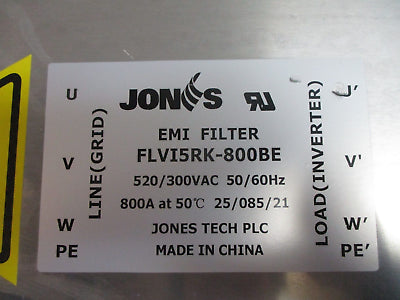 U
V
W
PE
LINE(GRID)
JONES
RU
EMI FILTER
FLVI5RK-800BE
520/300VAC 50/60Hz
800A at 50℃ 25/085/21
JONES TECH PLC
MADE IN CHINA
LOAD(INVERTER)
U'
V'
W'
PE'